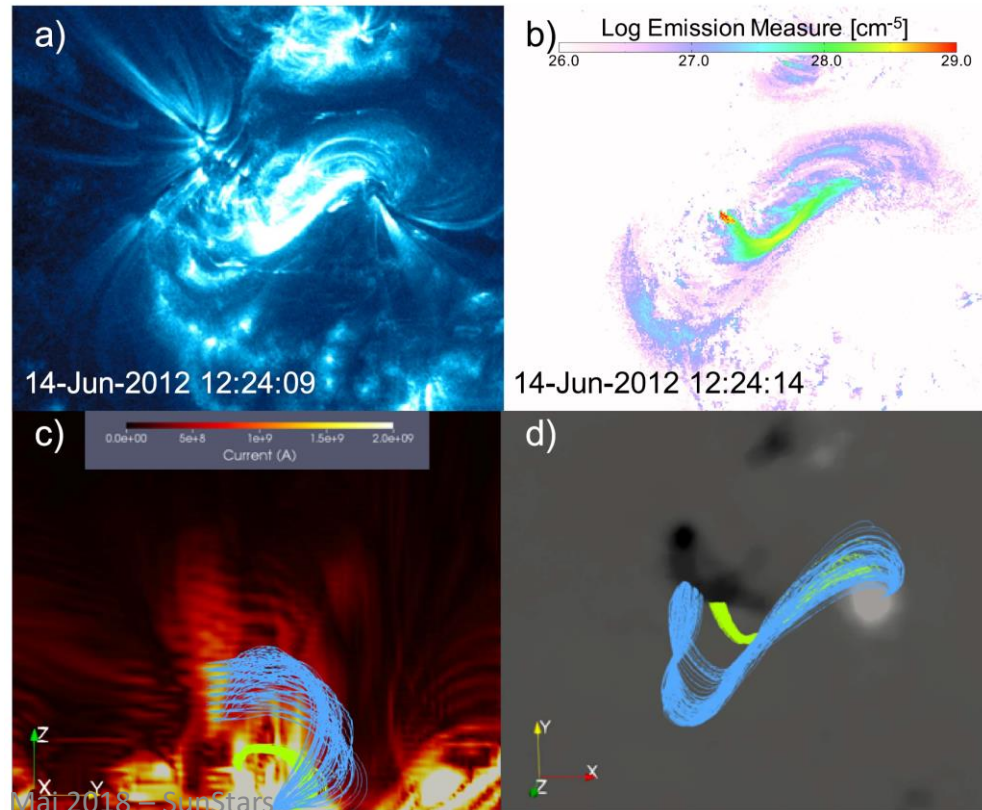 a)
b)
Log Emission Measure [cm⁻⁵]
26.0 27.0 28.0 29.0
14-Jun-2012 12:24:09
14-Jun-2012 12:24:14
c)
0.0e+00 5e+8 1e+9 1.5e+9 2.0e+09
Current (A)
d)
Z
X Y
Y
Z X
Mai 2018 – SunStars